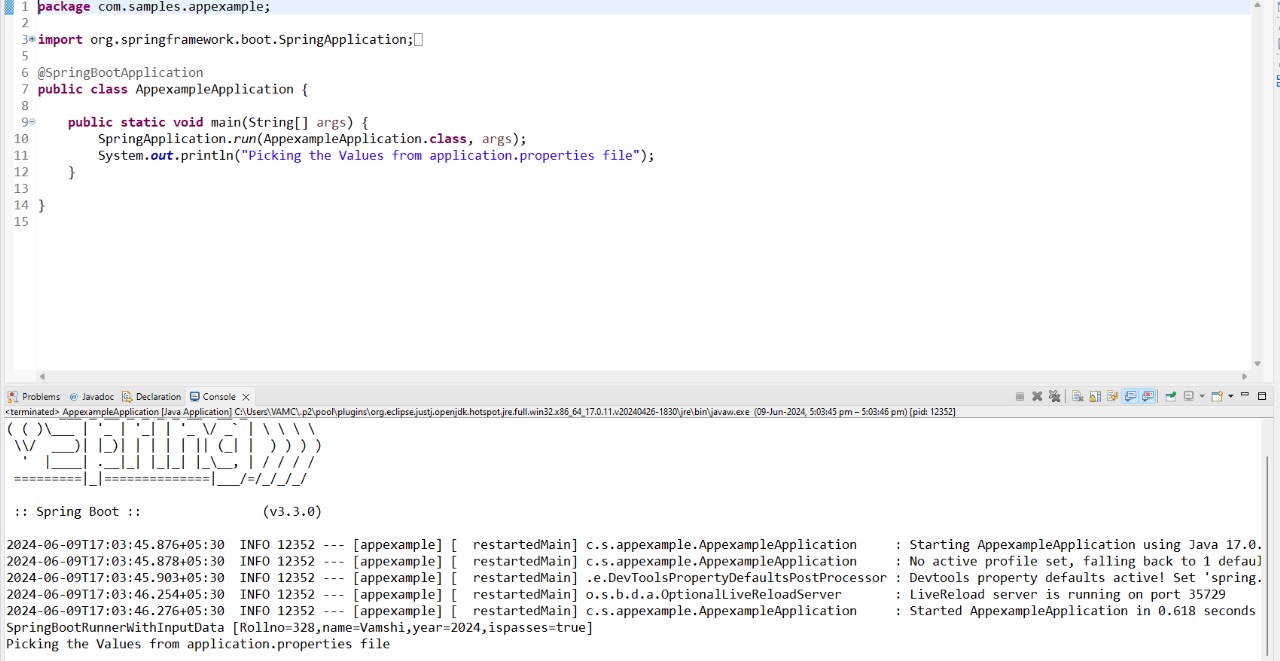 1 package com.samples.appexample;
2
3 import org.springframework.boot.SpringApplication;
5
6 @SpringBootApplication
7 public class AppexampleApplication {
8
9     public static void main(String[] args) {
10         SpringApplication.run(AppexampleApplication.class, args);
11         System.out.println("Picking the Values from application.properties file");
12     }
13
14 }
15
Problems @ Javadoc Declaration Console
<terminated> AppexampleApplication [Java Application] C:\Users\VAMC\.p2\pool\plugins\org.eclipse.justj.openjdk.hotspot.jre.full.win32.x86_64_17.0.11.v20240426-1830\jre\bin\javaw.exe (09-Jun-2024, 5:03:45 pm – 5:03:46 pm) [pid: 12352]
( ( )\___ | '_ | '_| | '_ \/ _` | \ \ \ \
 \\/  ___)| |_)| | | | | || (_| |  ) ) ) )
  '  |____| .__|_| |_|_| |_\__, | / / / /
 =========|_|==============|___/=/_/_/_/
:: Spring Boot ::                (v3.3.0)
2024-06-09T17:03:45.876+05:30  INFO 12352 --- [appexample] [  restartedMain] c.s.appexample.AppexampleApplication     : Starting AppexampleApplication using Java 17.0.
2024-06-09T17:03:45.878+05:30  INFO 12352 --- [appexample] [  restartedMain] c.s.appexample.AppexampleApplication     : No active profile set, falling back to 1 defaul
2024-06-09T17:03:45.903+05:30  INFO 12352 --- [appexample] [  restartedMain] .e.DevToolsPropertyDefaultsPostProcessor : Devtools property defaults active! Set 'spring.
2024-06-09T17:03:46.254+05:30  INFO 12352 --- [appexample] [  restartedMain] o.s.b.d.a.OptionalLiveReloadServer       : LiveReload server is running on port 35729
2024-06-09T17:03:46.276+05:30  INFO 12352 --- [appexample] [  restartedMain] c.s.appexample.AppexampleApplication     : Started AppexampleApplication in 0.618 seconds
SpringBootRunnerWithInputData [Rollno=328,name=Vamshi,year=2024,ispasses=true]
Picking the Values from application.properties file